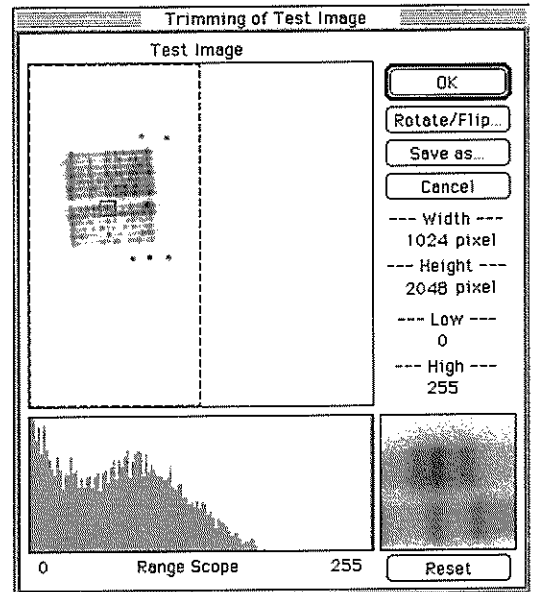 Trimming of Test Image
Test Image
OK
Rotate/Flip...
Save as...
Cancel
--- Width ---
1024 pixel
--- Height ---
2048 pixel
--- Low ---
0
--- High ---
255
0 Range Scope 255
Reset